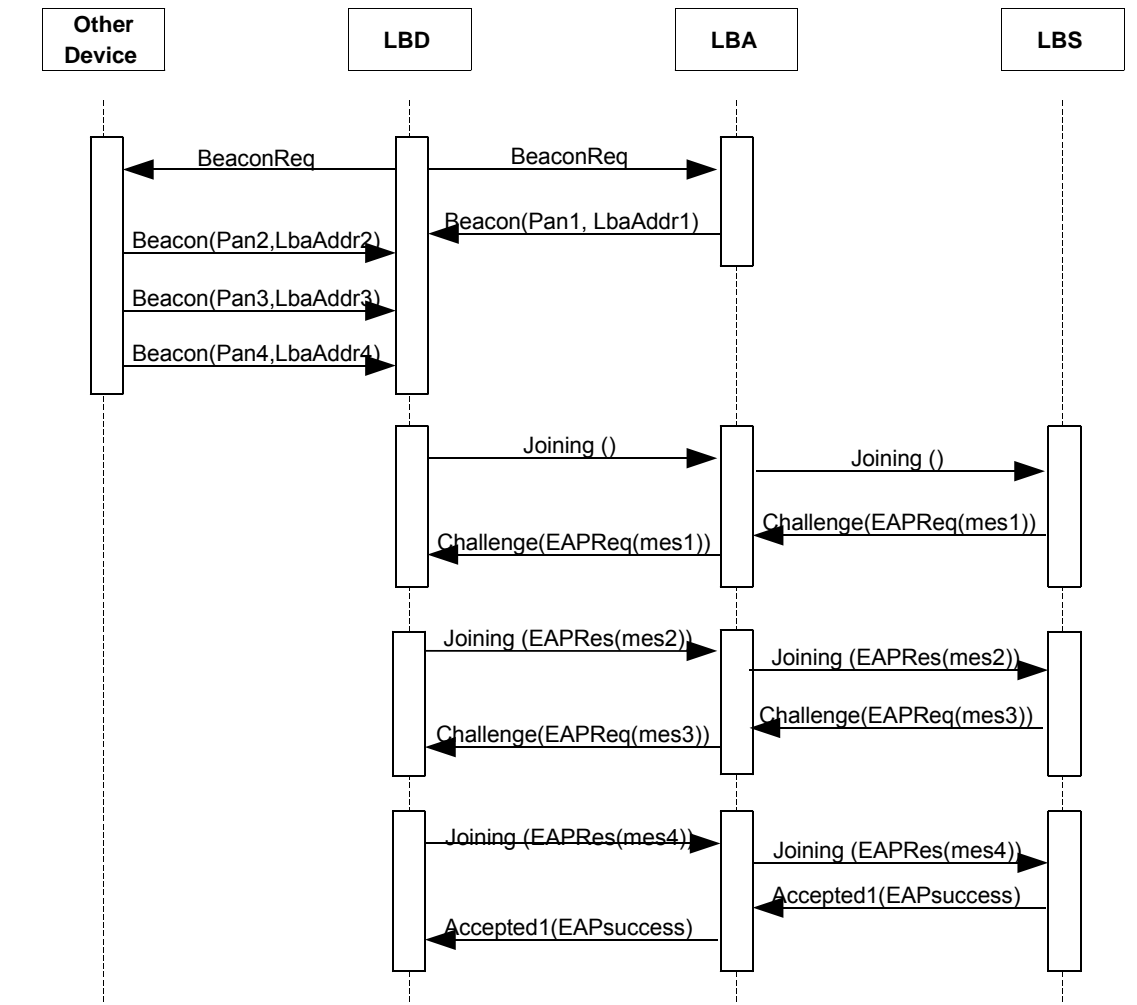 Other
Device
LBD
LBA
LBS
BeaconReq
BeaconReq
Beacon(Pan1, LbaAddr1)
Beacon(Pan2,LbaAddr2)
Beacon(Pan3,LbaAddr3)
Beacon(Pan4,LbaAddr4)
Joining ()
Joining ()
Challenge(EAPReq(mes1))
Challenge(EAPReq(mes1))
Joining (EAPRes(mes2))
Joining (EAPRes(mes2))
Challenge(EAPReq(mes3))
Challenge(EAPReq(mes3))
Joining (EAPRes(mes4))
Joining (EAPRes(mes4))
Accepted1(EAPsuccess)
Accepted1(EAPsuccess)